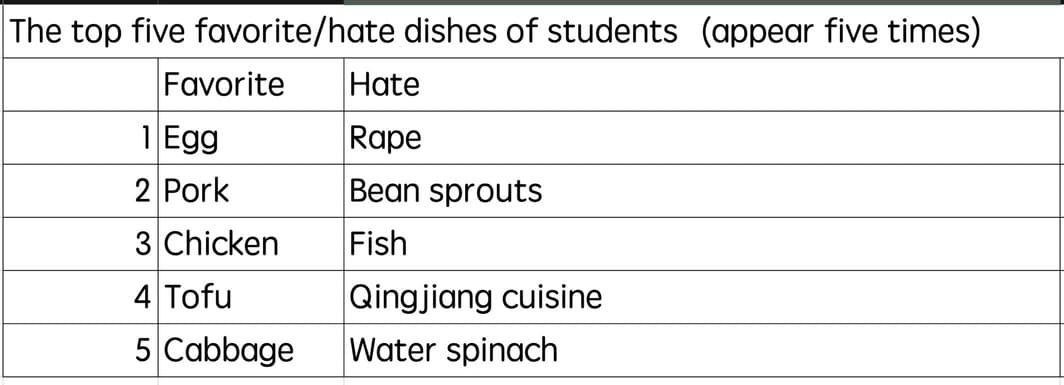 The top five favorite/hate dishes of students (appear five times)
Favorite Hate
1 Egg Rape
2 Pork Bean sprouts
3 Chicken Fish
4 Tofu Qingjiang cuisine
5 Cabbage Water spinach